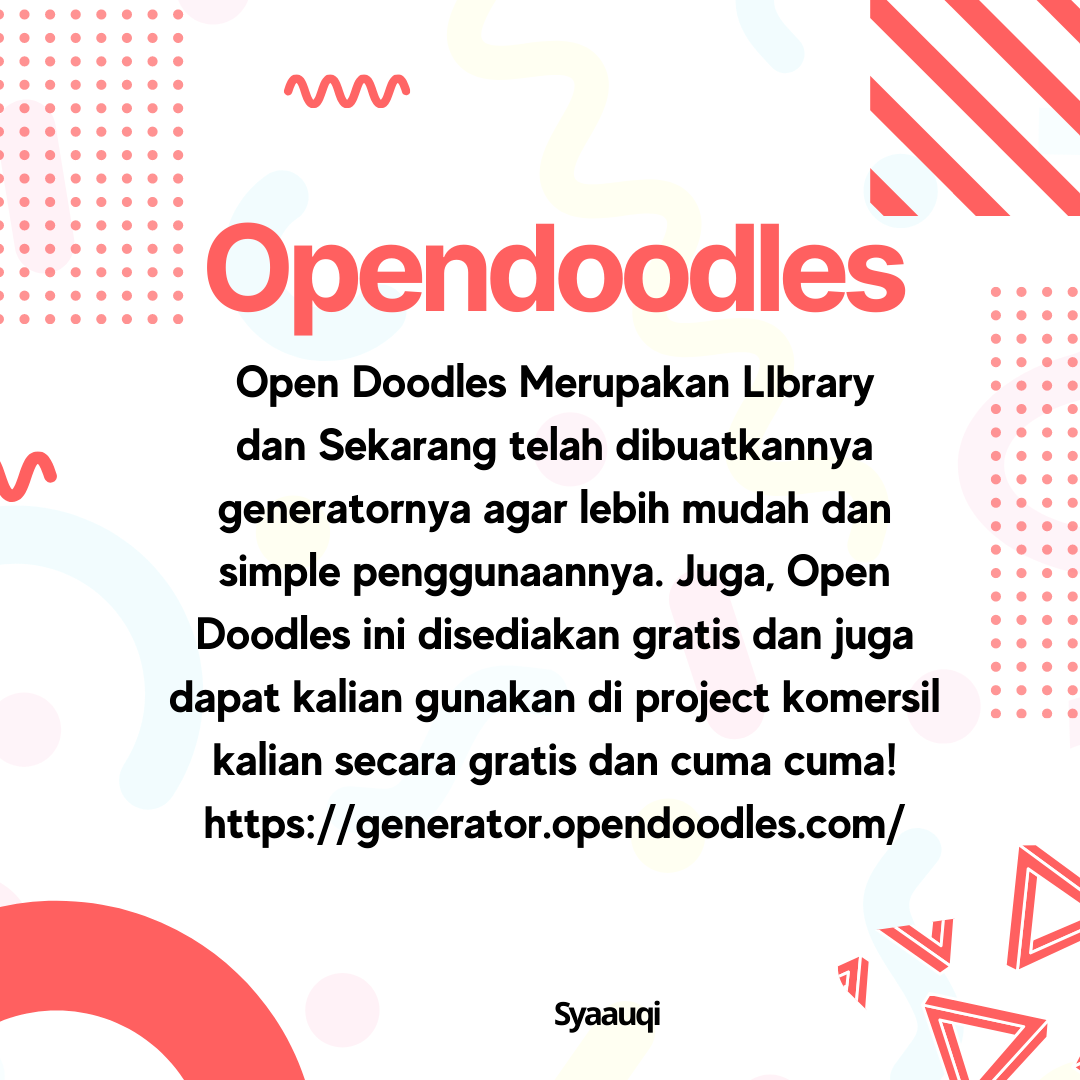 Opendoodles
Open Doodles Merupakan LIbrary
dan Sekarang telah dibuatkannya
generatornya agar lebih mudah dan
simple penggunaannya. Juga, Open
Doodles ini disediakan gratis dan juga
dapat kalian gunakan di project komersil
kalian secara gratis dan cuma cuma!
https://generator.opendoodles.com/
Syaauqi